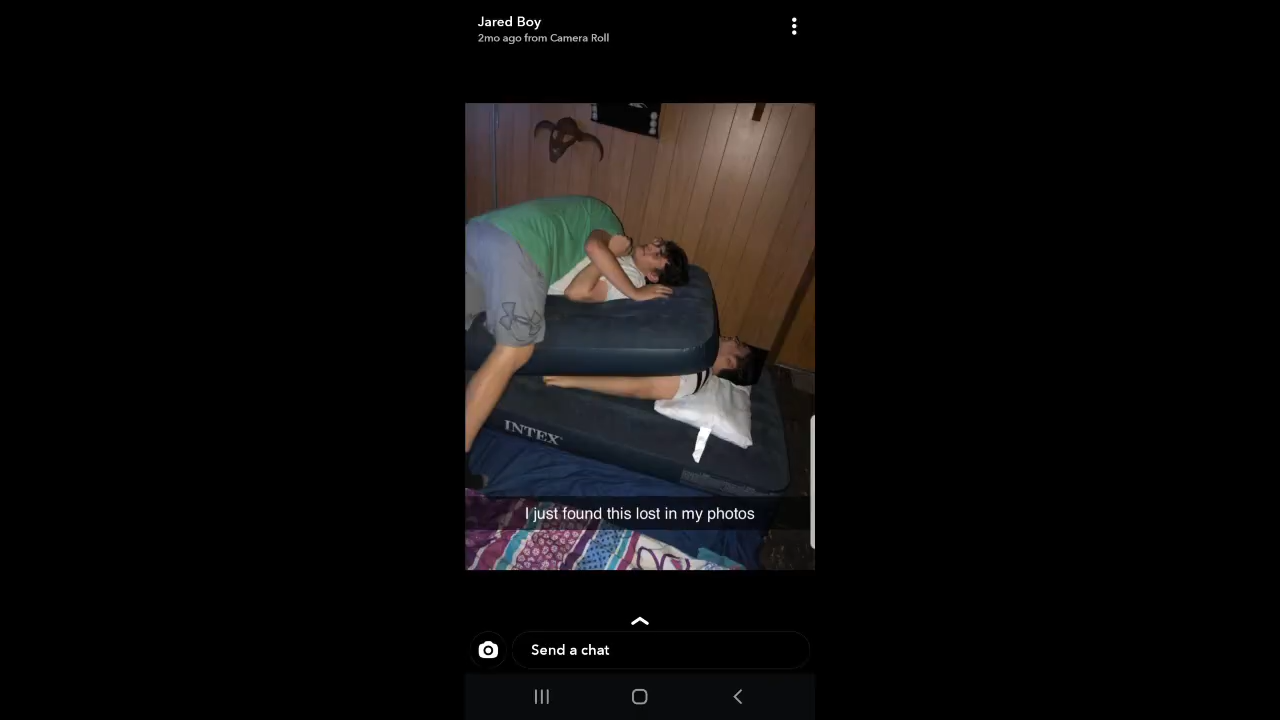 Jared Boy
2mo ago from Camera Roll
INTEX
I just found this lost in my photos
Send a chat